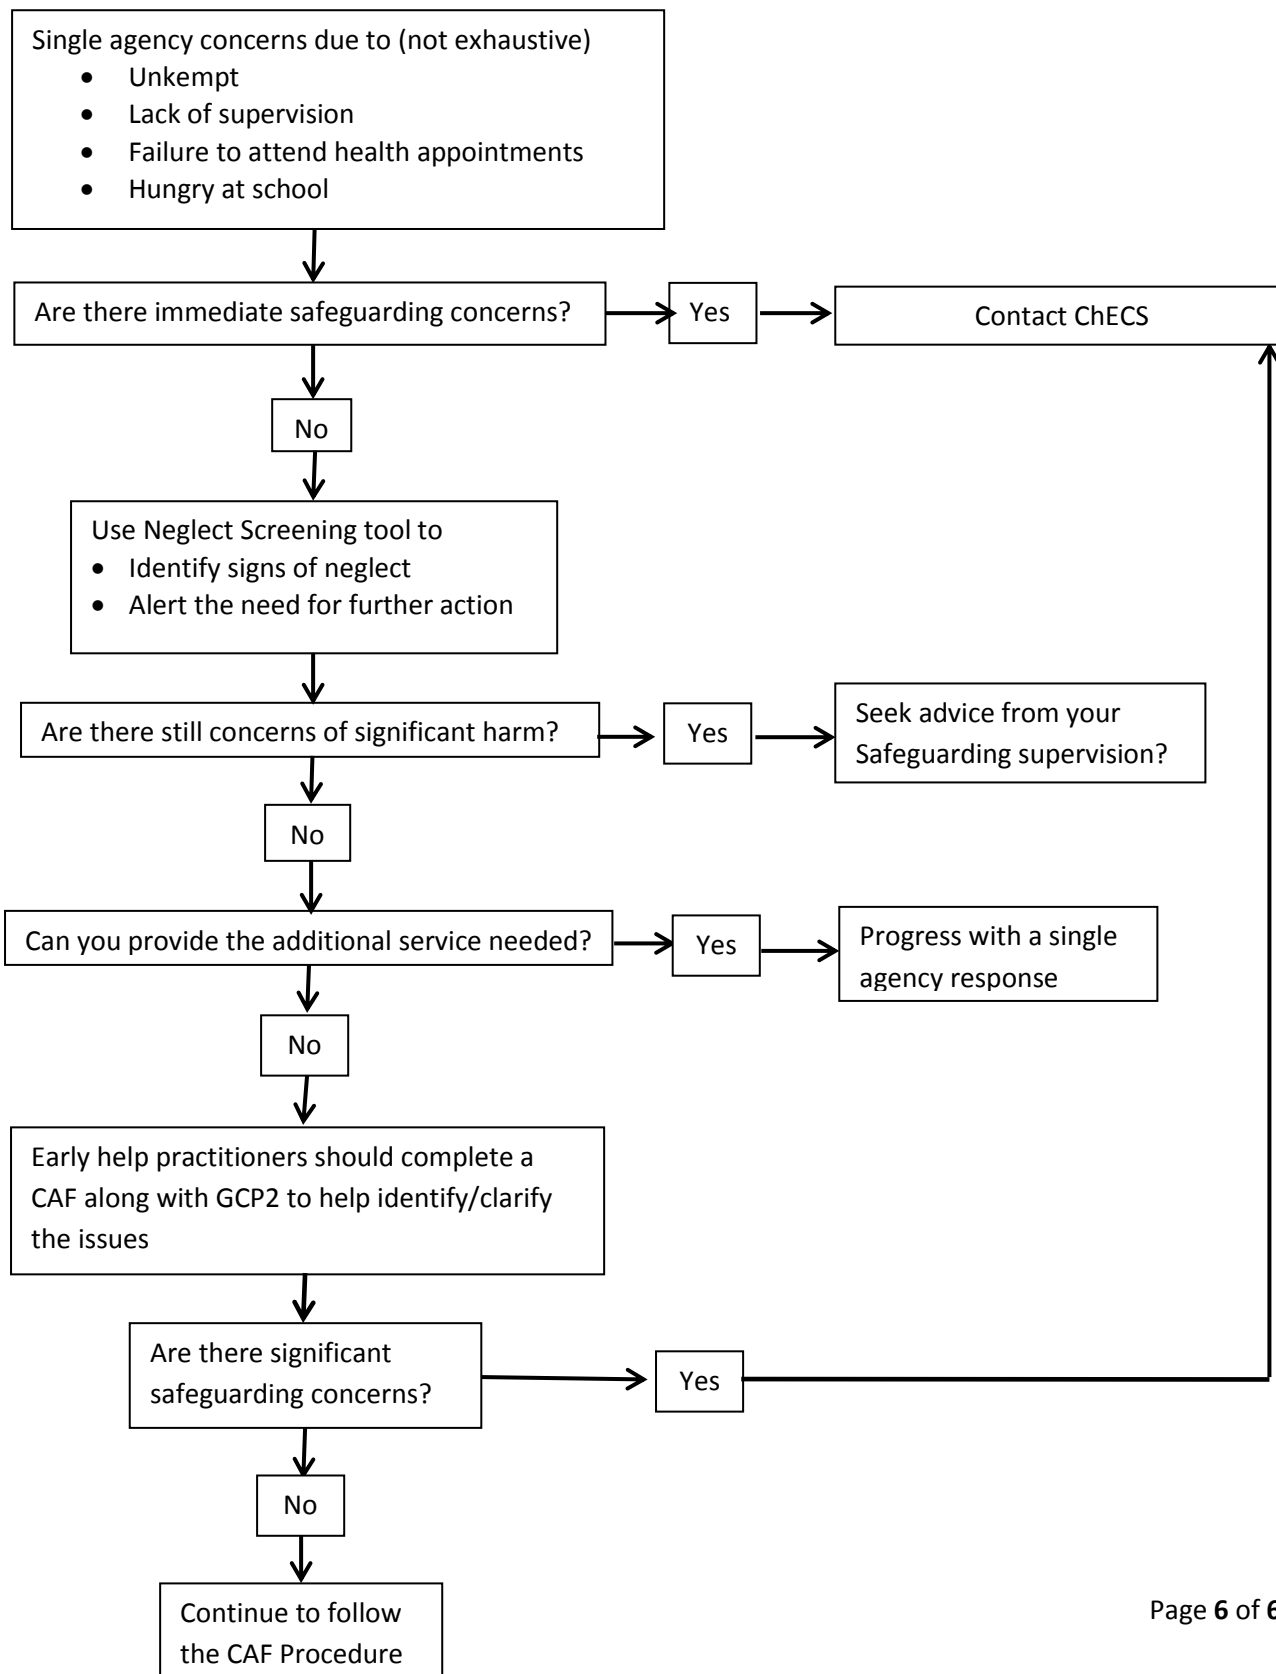 Single agency concerns due to (not exhaustive)
• Unkempt
• Lack of supervision
• Failure to attend health appointments
• Hungry at school
Are there immediate safeguarding concerns?
Yes
Contact ChECS
No
Use Neglect Screening tool to
• Identify signs of neglect
• Alert the need for further action
Are there still concerns of significant harm?
Yes
Seek advice from your
Safeguarding supervision?
No
Can you provide the additional service needed?
Yes
Progress with a single
agency response
No
Early help practitioners should complete a
CAF along with GCP2 to help identify/clarify
the issues
Are there significant
safeguarding concerns?
Yes
No
Continue to follow
the CAF Procedure
Page 6 of 6